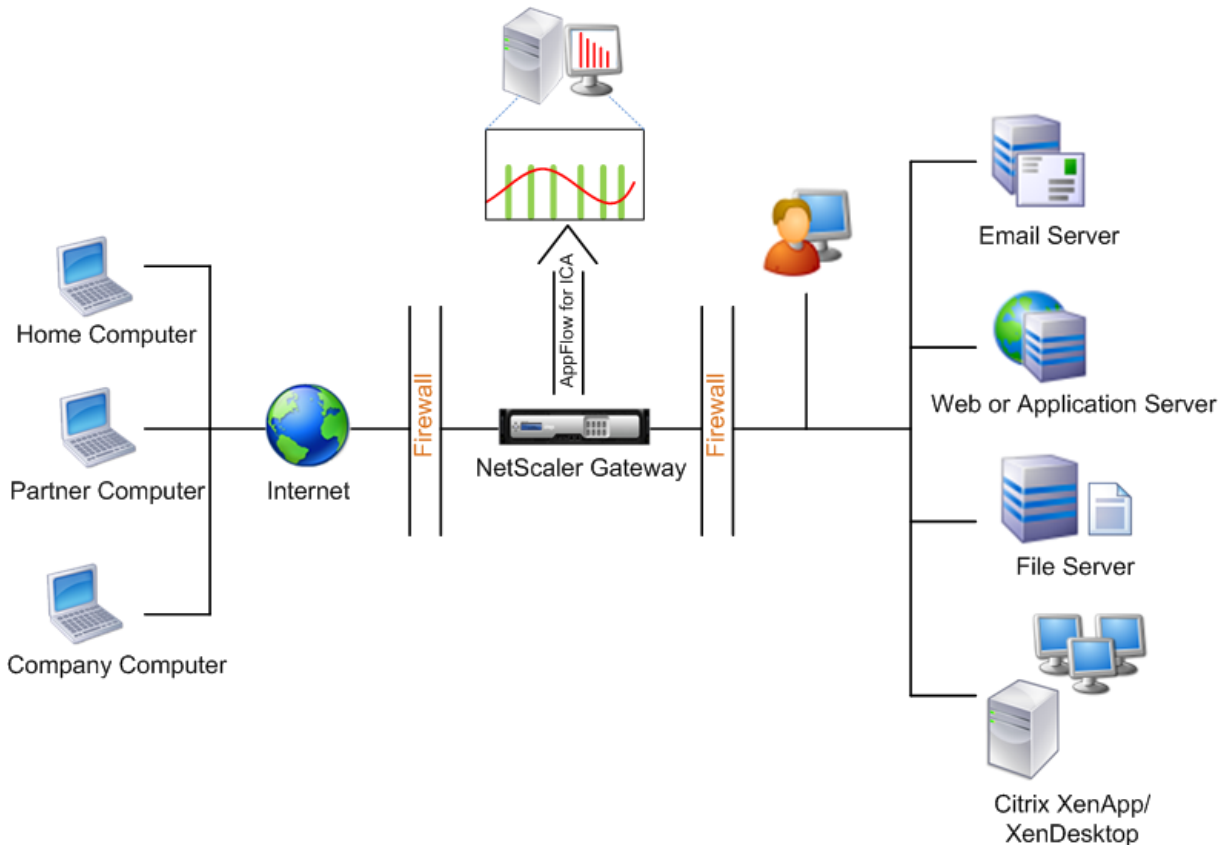 AppFlow for ICA
Home Computer
Partner Computer
Company Computer
Internet
Firewall
NetScaler Gateway
Firewall
Email Server
Web or Application Server
File Server
Citrix XenApp/
XenDesktop